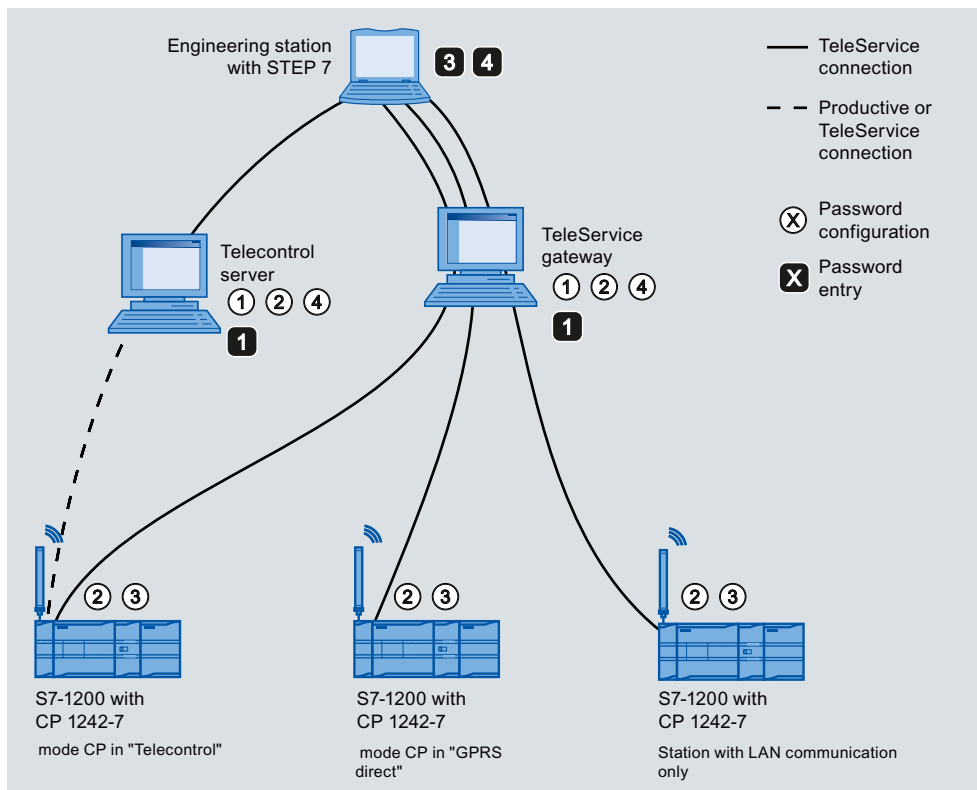 Engineering station
with STEP 7
3 4
TeleService
connection
Productive or
TeleService
connection
X
Password
configuration
X
Password
entry
Telecontrol
server
1 2 4
1
TeleService
gateway
1 2 4
1
2 3
2 3
2 3
S7-1200 with
CP 1242-7
mode CP in "Telecontrol"
S7-1200 with
CP 1242-7
mode CP in "GPRS
direct"
S7-1200 with
CP 1242-7
Station with LAN communication
only